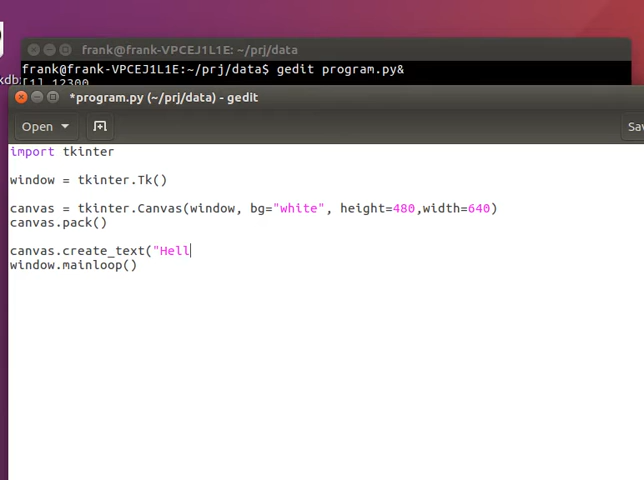 frank@frank-VPCEJ1L1E: ~/prj/data
frank@frank-VPCEJ1L1E:~/prj/data$ gedit program.py&
[1] 12300
*program.py (~/prj/data) - gedit
Open
import tkinter
window = tkinter.Tk()
canvas = tkinter.Canvas(window, bg="white", height=480,width=640)
canvas.pack()
canvas.create_text("Hell
window.mainloop()